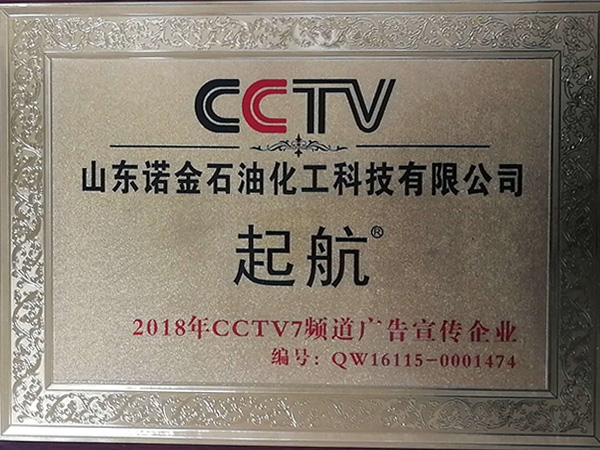 CCTV
山东诺金石油化工科技有限公司
起航®
2018年CCTV7频道广告宣传企业
编号：QW16115-0001474